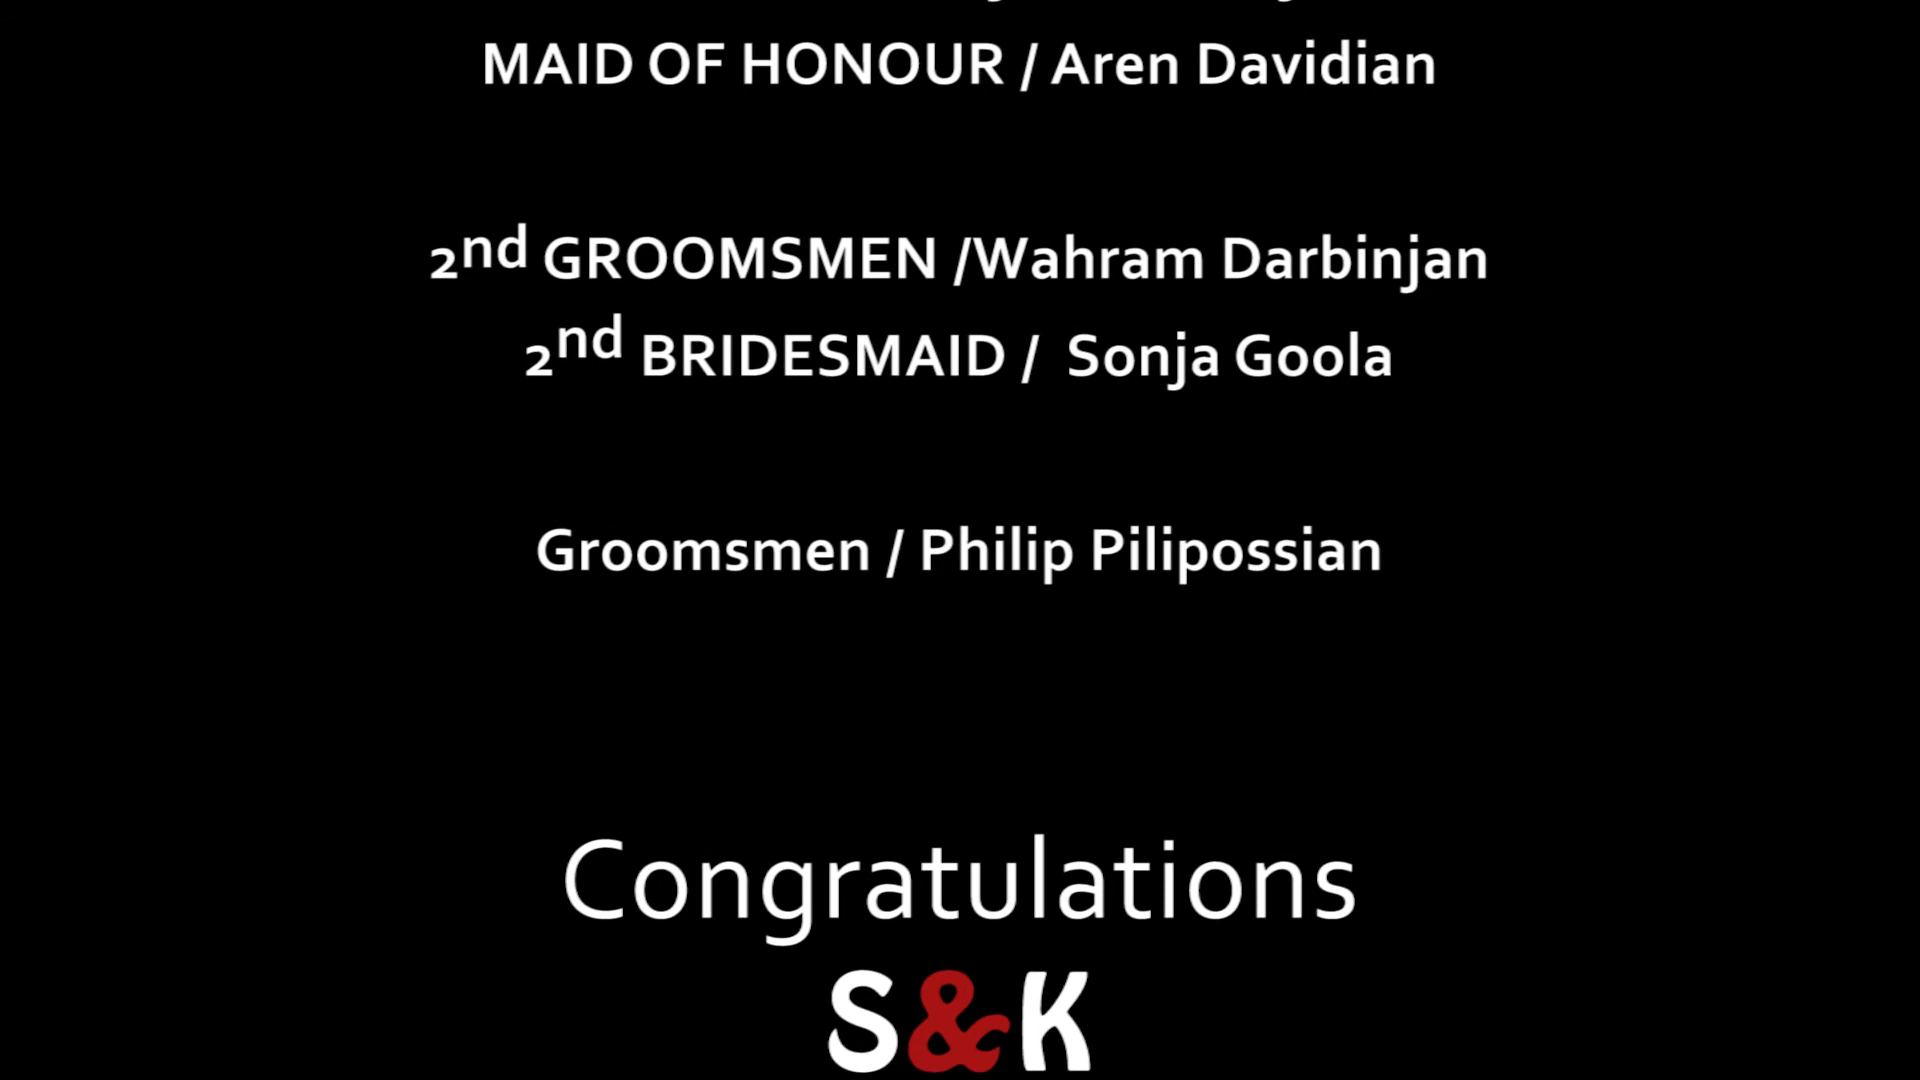 MAID OF HONOUR / Aren Davidian
2nd GROOMSMEN /Wahram Darbinjan
2nd BRIDESMAID /  Sonja Goola
Groomsmen / Philip Pilipossian
Congratulations
S&K